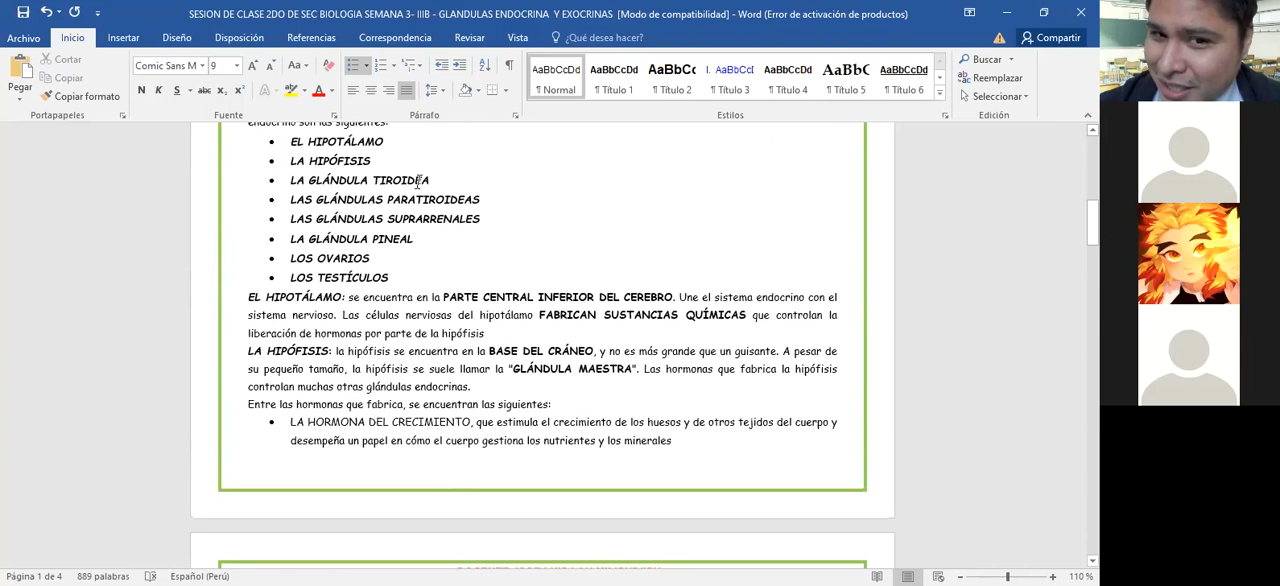 SESION DE CLASE 2DO DE SEC BIOLOGIA SEMANA 3- IIIB - GLANDULAS ENDOCRINA Y EXOCRINAS [Modo de compatibilidad] - Word (Error de activación de productos)
Archivo Inicio Insertar Diseño Disposición Referencias Correspondencia Revisar Vista ¿Qué desea hacer? Compartir
Pegar
Cortar
Copiar
Copiar formato
Portapapeles
Comic Sans M 9
Fuente
Párrafo
AaBbCcDd AaBbCcDd AaBbCc I. AaBbCcI AaBbCcDd AaBbC AaBbCcDd
¶ Normal ¶ Título 1 ¶ Título 2 ¶ Título 3 ¶ Título 4 ¶ Título 5 ¶ Título 6
Estilos
Buscar
Reemplazar
Seleccionar
Edición
endocrino son las siguientes:
• EL HIPOTÁLAMO
• LA HIPÓFISIS
• LA GLÁNDULA TIROIDEA
• LAS GLÁNDULAS PARATIROIDEAS
• LAS GLÁNDULAS SUPRARRENALES
• LA GLÁNDULA PINEAL
• LOS OVARIOS
• LOS TESTÍCULOS
EL HIPOTÁLAMO: se encuentra en la PARTE CENTRAL INFERIOR DEL CEREBRO. Une el sistema endocrino con el
sistema nervioso. Las células nerviosas del hipotálamo FABRICAN SUSTANCIAS QUÍMICAS que controlan la
liberación de hormonas por parte de la hipófisis
LA HIPÓFISIS: la hipófisis se encuentra en la BASE DEL CRÁNEO, y no es más grande que un guisante. A pesar de
su pequeño tamaño, la hipófisis se suele llamar la "GLÁNDULA MAESTRA". Las hormonas que fabrica la hipófisis
controlan muchas otras glándulas endocrinas.
Entre las hormonas que fabrica, se encuentran las siguientes:
• LA HORMONA DEL CRECIMIENTO, que estimula el crecimiento de los huesos y de otros tejidos del cuerpo y
desempeña un papel en cómo el cuerpo gestiona los nutrientes y los minerales
Página 1 de 4 889 palabras Español (Perú) 110 %